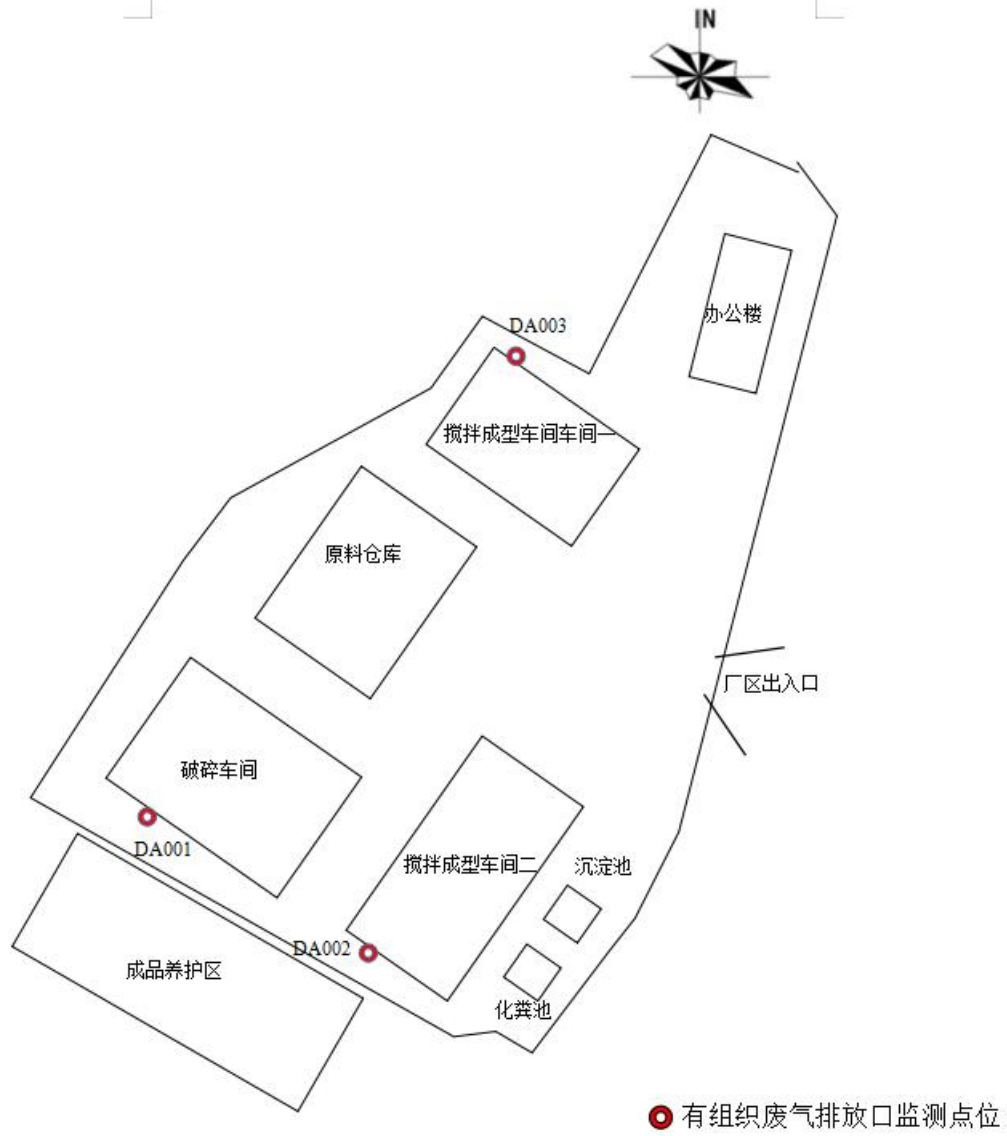 IN
办公楼
DA003
搅拌成型车间车间一
原料仓库
厂区出入口
破碎车间
DA001
搅拌成型车间二
沉淀池
DA002
成品养护区
化粪池
有组织废气排放口监测点位